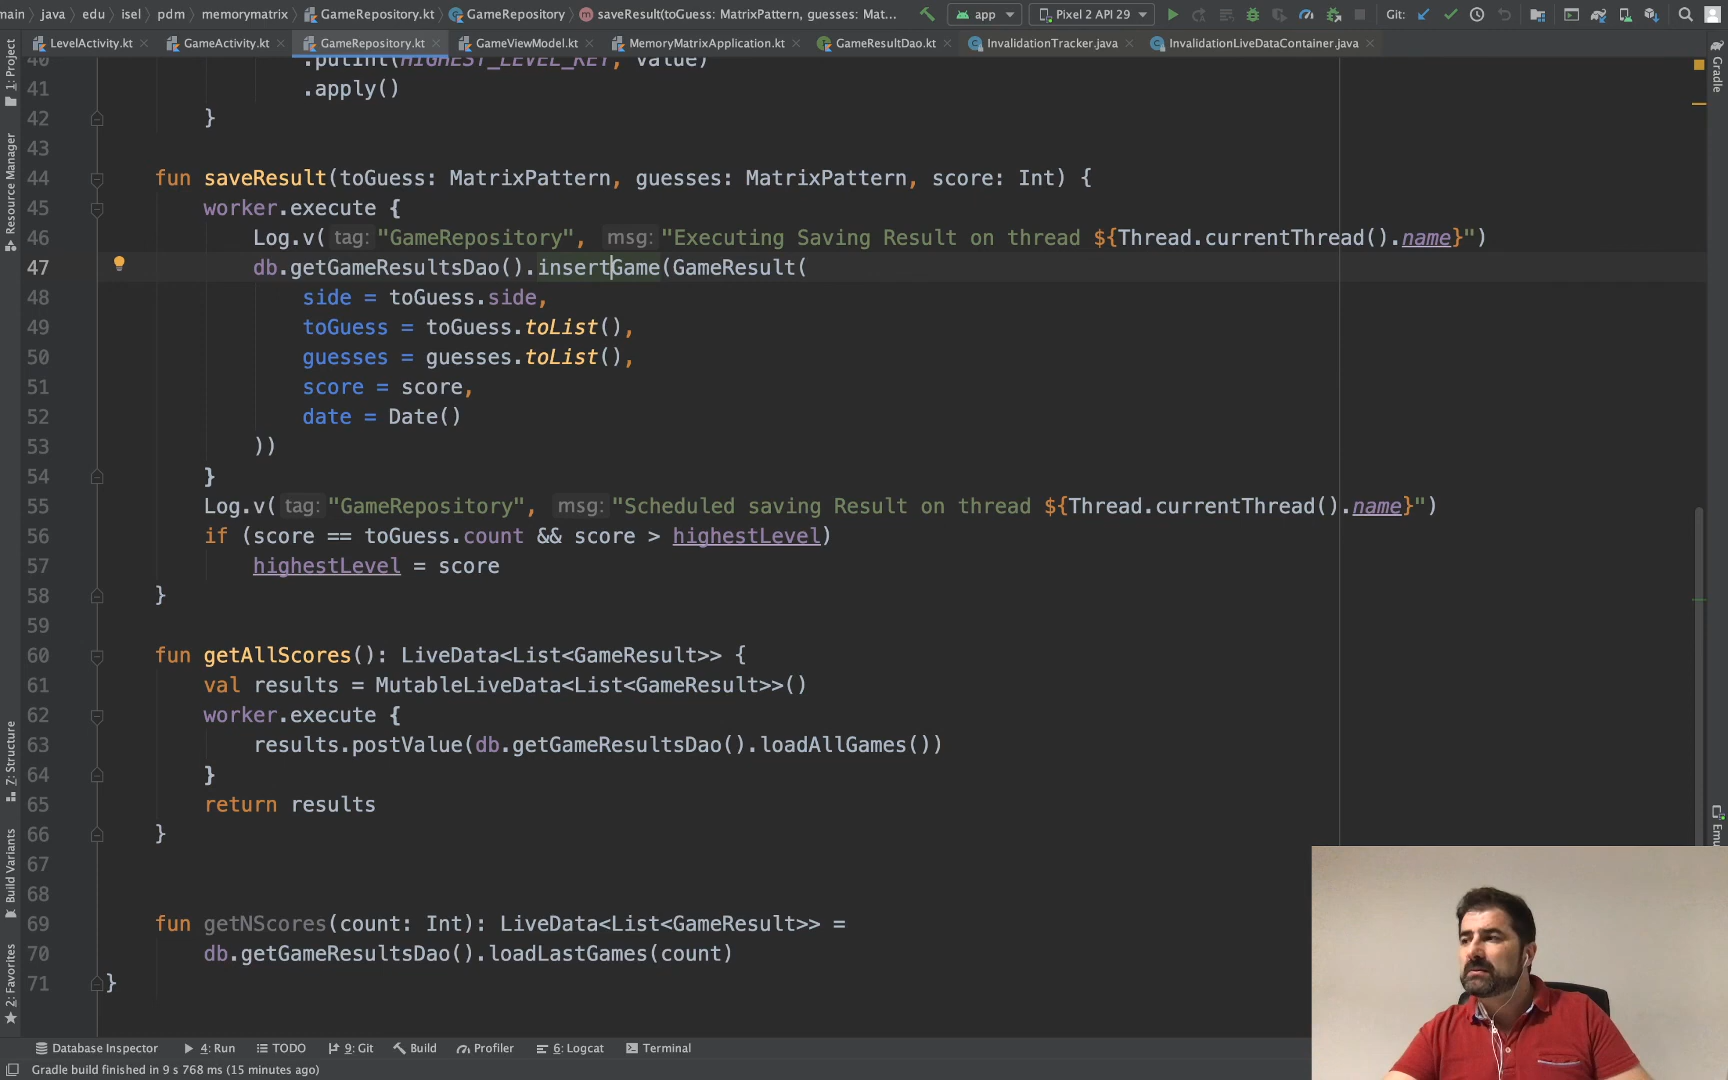 main
java
edu
isel
pdm
memorymatrix
GameRepository.kt
GameRepository
saveResult(toGuess: MatrixPattern, guesses: MatrixPattern, score: Int): Mat...
app
Pixel 2 API 29
Git:
LevelActivity.kt
GameActivity.kt
GameRepository.kt
GameViewModel.kt
MemoryMatrixApplication.kt
GameResultDao.kt
InvalidationTracker.java
InvalidationLiveDataContainer.java
1: Project
Resource Manager
7: Structure
Build Variants
2: Favorites
Gradle
Emu
40 .putInt(HIGHEST_LEVEL_KEY, value)
41 .apply()
42 }
43
44 fun saveResult(toGuess: MatrixPattern, guesses: MatrixPattern, score: Int) {
45 worker.execute {
46 Log.v( tag: "GameRepository", msg: "Executing Saving Result on thread ${Thread.currentThread().name}")
47 db.getGameResultsDao().insertGame(GameResult(
48 side = toGuess.side,
49 toGuess = toGuess.toList(),
50 guesses = guesses.toList(),
51 score = score,
52 date = Date()
53 ))
54 }
55 Log.v( tag: "GameRepository", msg: "Scheduled saving Result on thread ${Thread.currentThread().name}")
56 if (score == toGuess.count && score > highestLevel)
57 highestLevel = score
58 }
59
60 fun getAllScores(): LiveData<List<GameResult>> {
61 val results = MutableLiveData<List<GameResult>>()
62 worker.execute {
63 results.postValue(db.getGameResultsDao().loadAllGames())
64 }
65 return results
66 }
67
68
69 fun getNScores(count: Int): LiveData<List<GameResult>> =
70 db.getGameResultsDao().loadLastGames(count)
71 }
Database Inspector
4: Run
TODO
9: Git
Build
Profiler
6: Logcat
Terminal
Gradle build finished in 9 s 768 ms (15 minutes ago)